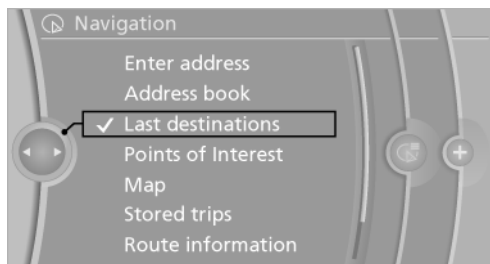 Navigation
Enter address
Address book
Last destinations
Points of Interest
Map
Stored trips
Route information